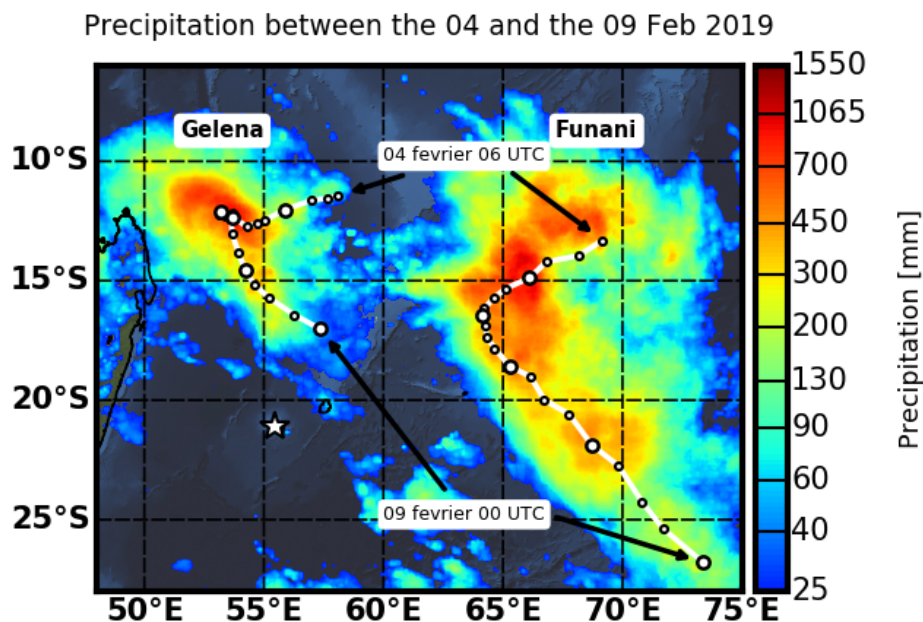 Precipitation between the 04 and the 09 Feb 2019
Gelena
Funani
04 fevrier 06 UTC
09 fevrier 00 UTC
10°S
15°S
20°S
25°S
50°E
55°E
60°E
65°E
70°E
75°E
1550
1065
700
450
300
200
130
90
60
40
25
Precipitation [mm]